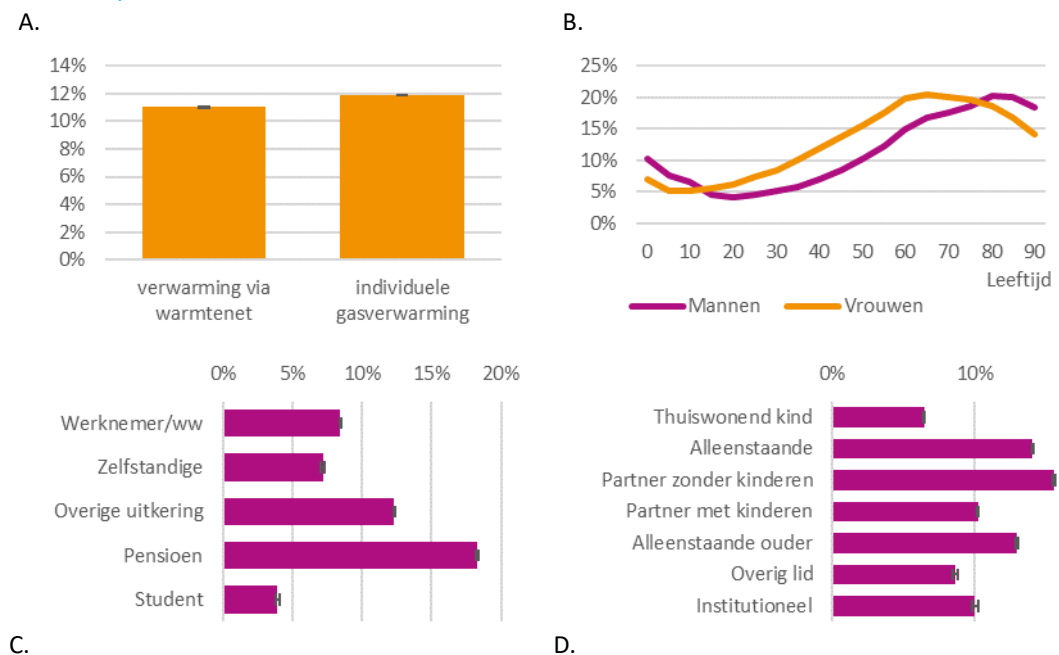 A.
B.
14%
12%
10%
8%
6%
4%
2%
0%
verwarming via
warmtenet
individuele
gasverwarming
25%
20%
15%
10%
5%
0%
0 10 20 30 40 50 60 70 80 90
Leeftijd
Mannen Vrouwen
0% 5% 10% 15% 20%
Werknemer/ww
Zelfstandige
Overige uitkering
Pensioen
Student
0% 10%
Thuiswonend kind
Alleenstaande
Partner zonder kinderen
Partner met kinderen
Alleenstaande ouder
Overig lid
Institutioneel
C.
D.